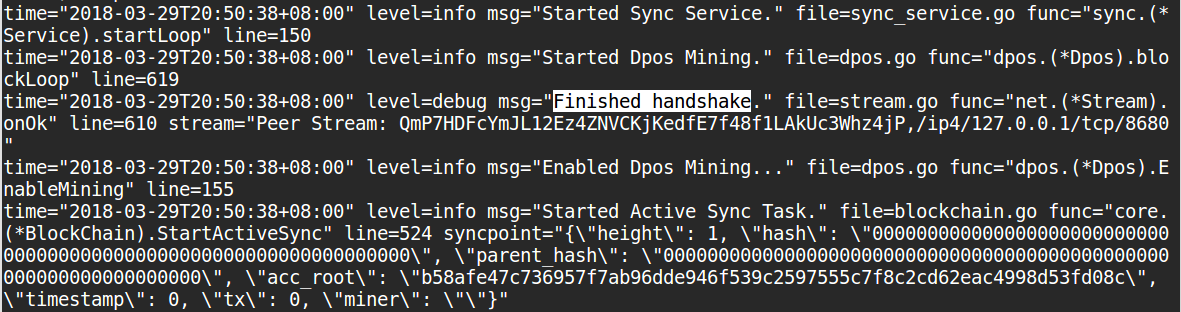 time="2018-03-29T20:50:38+08:00" level=info msg="Started Sync Service." file=sync_service.go func="sync.(*
Service).startLoop" line=150
time="2018-03-29T20:50:38+08:00" level=info msg="Started Dpos Mining." file=dpos.go func="dpos.(*Dpos).blo
ckLoop" line=619
time="2018-03-29T20:50:38+08:00" level=debug msg="Finished handshake." file=stream.go func="net.(*Stream).
onOk" line=610 stream="Peer Stream: QmP7HDFcYmJL12Ez4ZNVCKjKedfE7f48f1LAkUc3Whz4jP,/ip4/127.0.0.1/tcp/8680
"
time="2018-03-29T20:50:38+08:00" level=info msg="Enabled Dpos Mining..." file=dpos.go func="dpos.(*Dpos).E
nableMining" line=155
time="2018-03-29T20:50:38+08:00" level=info msg="Started Active Sync Task." file=blockchain.go func="core.
(*BlockChain).StartActiveSync" line=524 syncpoint="{\"height\": 1, \"hash\": \"000000000000000000000000000
0000000000000000000000000000000000000\", \"parent_hash\": \"0000000000000000000000000000000000000000000000
000000000000000000\", \"acc_root\": \"b58afe47c736957f7ab96dde946f539c2597555c7f8c2cd62eac4998d53fd08c\",
\"timestamp\": 0, \"tx\": 0, \"miner\": \"\"}"